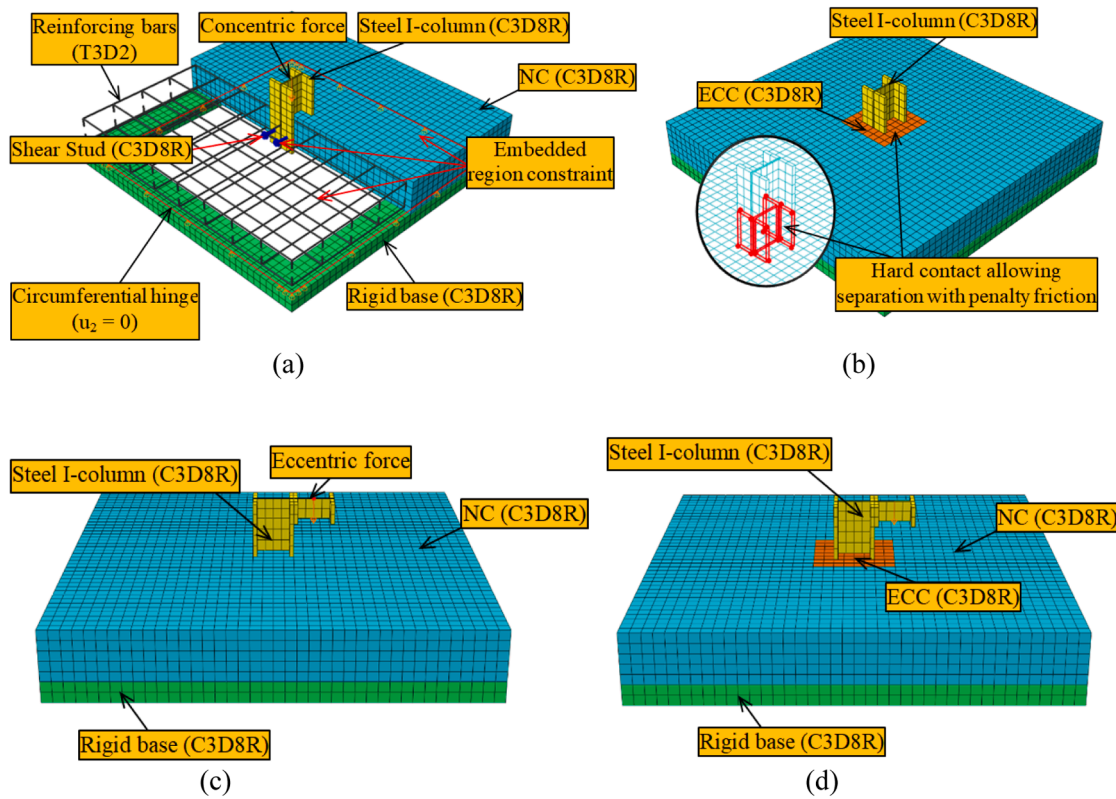 Reinforcing bars
(T3D2)
Concentric force
Steel I-column (C3D8R)
NC (C3D8R)
Shear Stud (C3D8R)
Embedded
region constraint
Circumferential hinge
(u₂ = 0)
Rigid base (C3D8R)
(a)
Steel I-column (C3D8R)
ECC (C3D8R)
Hard contact allowing
separation with penalty friction
(b)
Steel I-column (C3D8R)
Eccentric force
NC (C3D8R)
Rigid base (C3D8R)
(c)
Steel I-column (C3D8R)
NC (C3D8R)
ECC (C3D8R)
Rigid base (C3D8R)
(d)